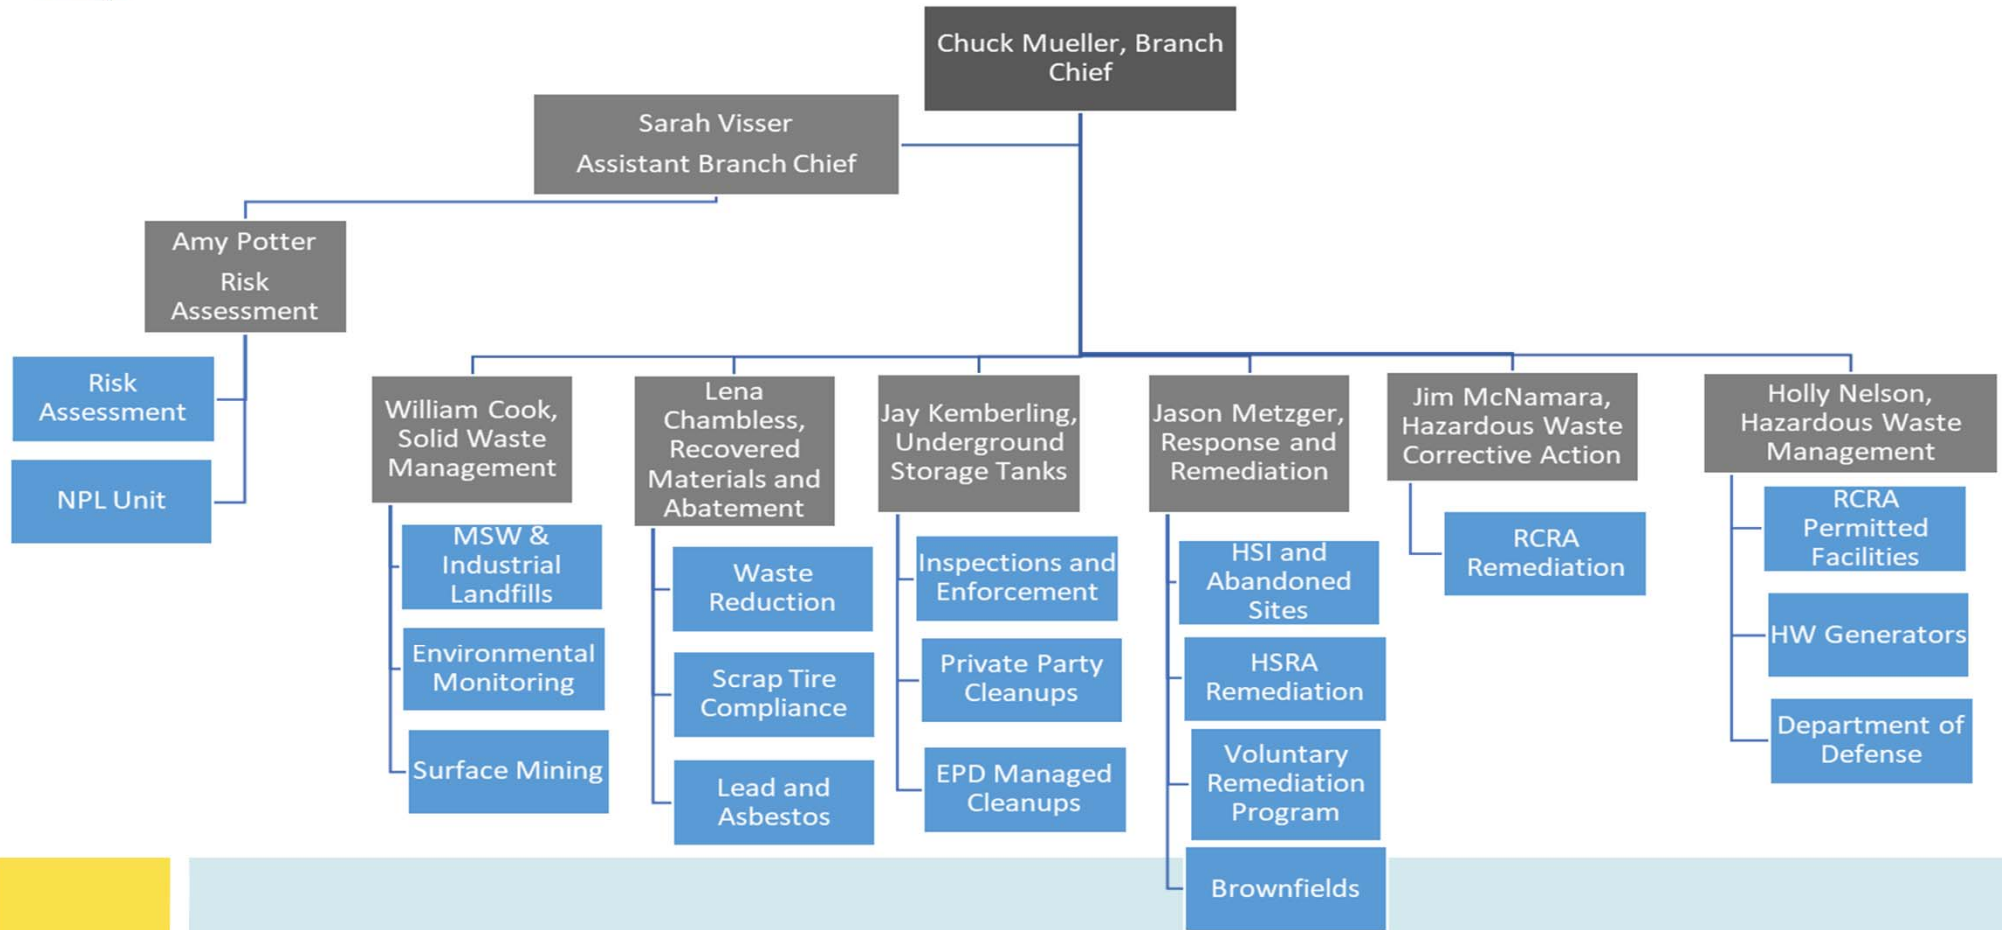 Chuck Mueller, Branch
Chief
Sarah Visser
Assistant Branch Chief
Amy Potter
Risk
Assessment
Risk
Assessment
NPL Unit
William Cook,
Solid Waste
Management
MSW &
Industrial
Landfills
Environmental
Monitoring
Surface Mining
Lena
Chambless,
Recovered
Materials and
Abatement
Waste
Reduction
Scrap Tire
Compliance
Lead and
Asbestos
Jay Kemberling,
Underground
Storage Tanks
Inspections and
Enforcement
Private Party
Cleanups
EPD Managed
Cleanups
Jason Metzger,
Response and
Remediation
HSI and
Abandoned
Sites
HSRA
Remediation
Voluntary
Remediation
Program
Brownfields
Jim McNamara,
Hazardous Waste
Corrective Action
RCRA
Remediation
Holly Nelson,
Hazardous Waste
Management
RCRA
Permitted
Facilities
HW Generators
Department of
Defense